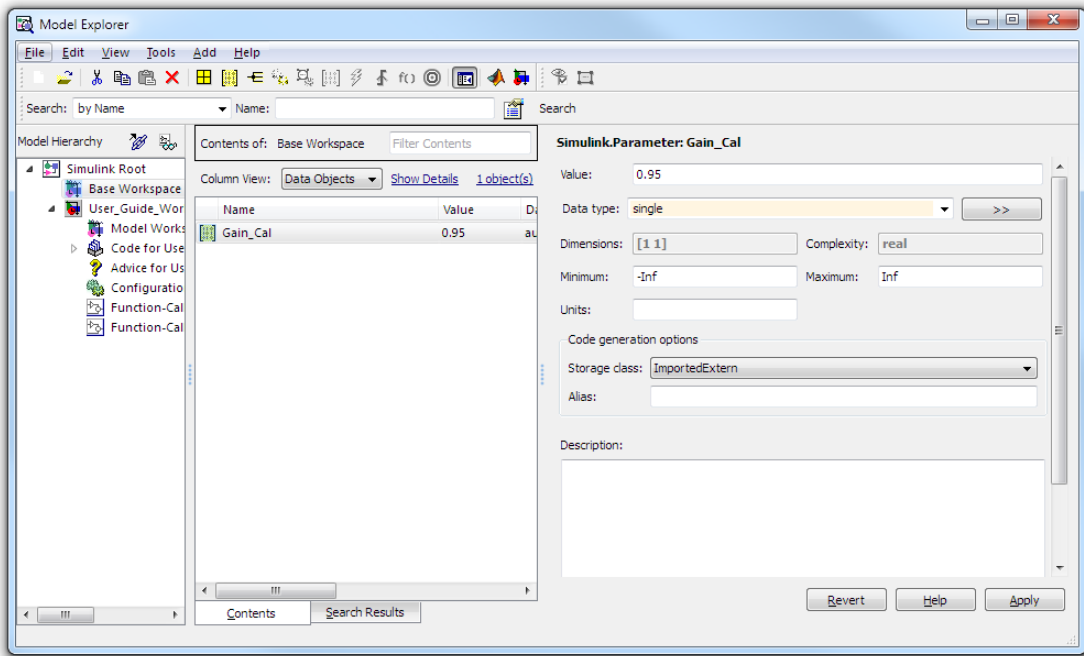 Model Explorer
File Edit View Tools Add Help
f()
Search: by Name Name: Search
Model Hierarchy
Simulink Root
Base Workspace
User_Guide_Wor
Model Works
Code for Use
Advice for Us
Configuratio
Function-Cal
Function-Cal
Contents of: Base Workspace Filter Contents
Column View: Data Objects Show Details 1 object(s)
Name Value Da
Gain_Cal 0.95 au
Contents Search Results
Simulink.Parameter: Gain_Cal
Value: 0.95
Data type: single >>
Dimensions: [1 1] Complexity: real
Minimum: -Inf Maximum: Inf
Units:
Code generation options
Storage class: ImportedExtern
Alias:
Description:
Revert Help Apply